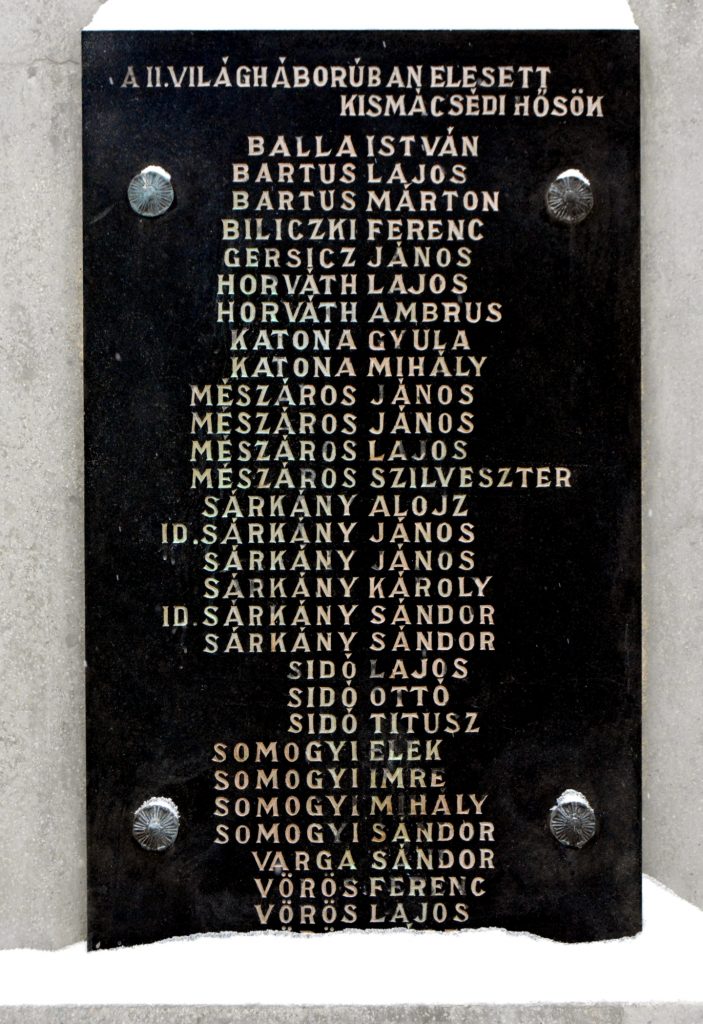 A II.VILÁGHÁBORÚBAN ELESETT
KISMÁCSÉDI HŐSÖK
BALLA ISTVÁN
BARTUS LAJOS
BARTUS MÁRTON
BILICZKI FERENC
GERSICZ JÁNOS
HORVÁTH LAJOS
HORVÁTH AMBRUS
KATONA GYULA
KATONA MIHÁLY
MÉSZÁROS JÁNOS
MÉSZÁROS JÁNOS
MÉSZÁROS LAJOS
MÉSZÁROS SZILVESZTER
SÁRKÁNY ALOJZ
ID.SÁRKÁNY JÁNOS
SÁRKÁNY JÁNOS
SÁRKÁNY KÁROLY
ID.SÁRKÁNY SÁNDOR
SÁRKÁNY SÁNDOR
SIDÓ LAJOS
SIDÓ OTTÓ
SIDÓ TITUSZ
SOMOGYI ELEK
SOMOGYI IMRE
SOMOGYI MIHÁLY
SOMOGYI SÁNDOR
VARGA SÁNDOR
VÖRÖS FERENC
VÖRÖS LAJOS